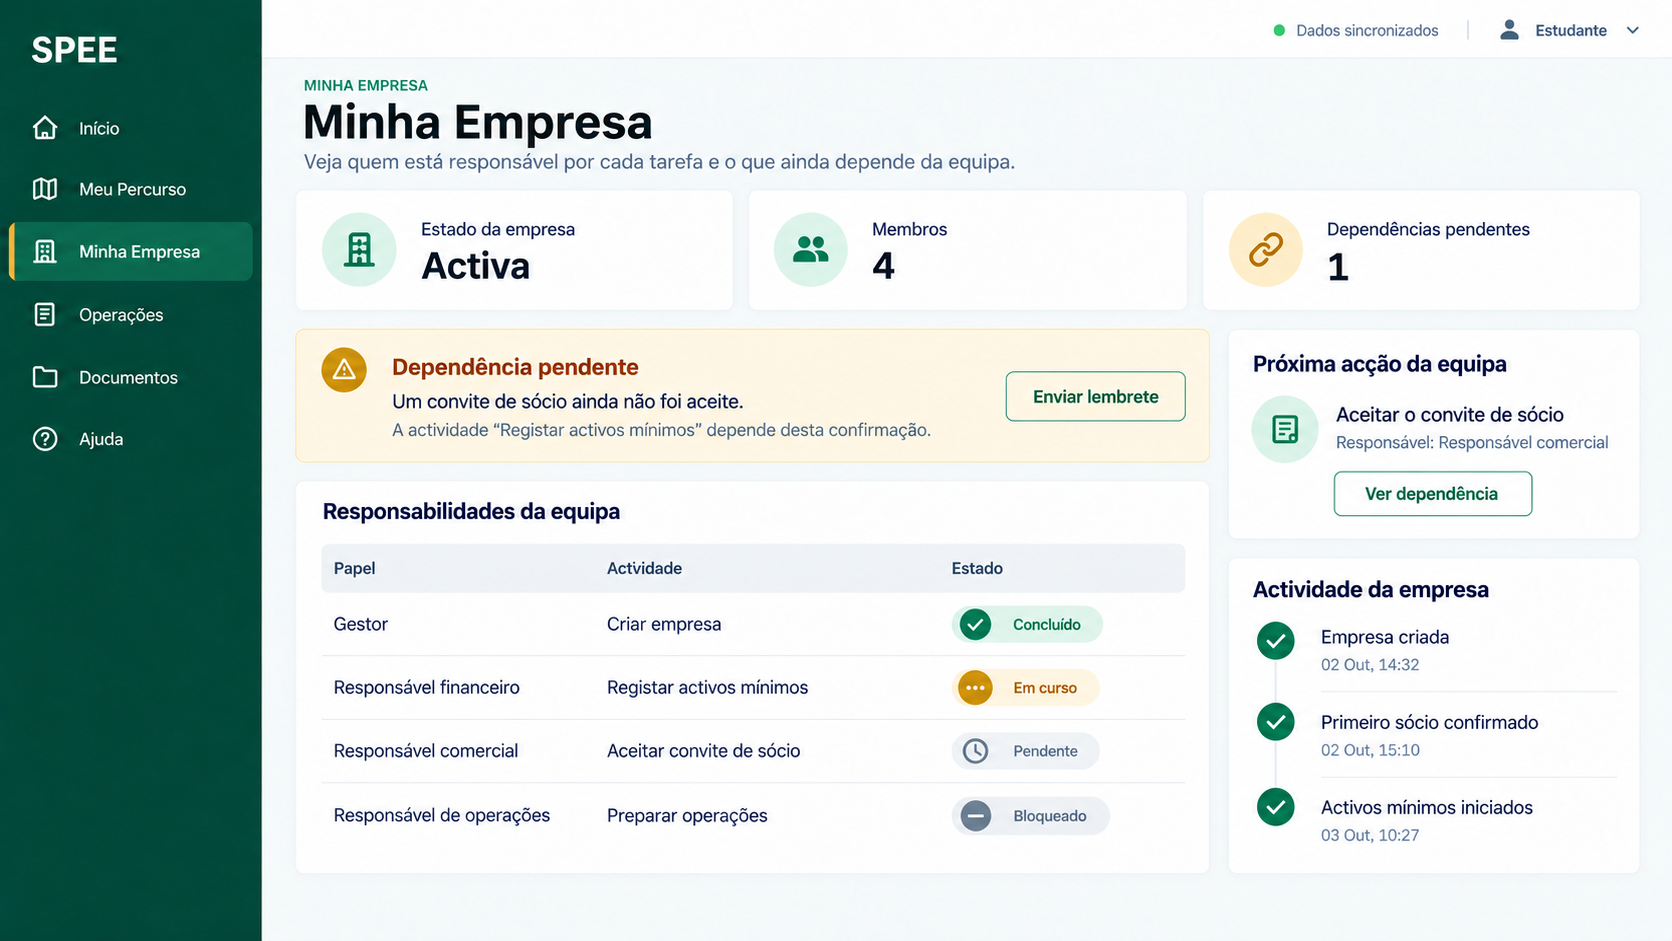 SPEE
Início
Meu Percurso
Minha Empresa
Operações
Documentos
Ajuda
Dados sincronizados
Estudante
MINHA EMPRESA
Minha Empresa
Veja quem está responsável por cada tarefa e o que ainda depende da equipa.
Estado da empresa
Activa
Membros
4
Dependências pendentes
1
Dependência pendente
Um convite de sócio ainda não foi aceite.
A actividade “Registar activos mínimos” depende desta confirmação.
Enviar lembrete
Responsabilidades da equipa
Papel Actvidade Estado
Gestor Criar empresa Concluído
Responsável financeiro Registar activos mínimos Em curso
Responsável comercial Aceitar convite de sócio Pendente
Responsável de operações Preparar operações Bloqueado
Próxima acção da equipa
Aceitar o convite de sócio
Responsável: Responsável comercial
Ver dependência
Actividade da empresa
Empresa criada
02 Out, 14:32
Primeiro sócio confirmado
02 Out, 15:10
Activos mínimos iniciados
03 Out, 10:27